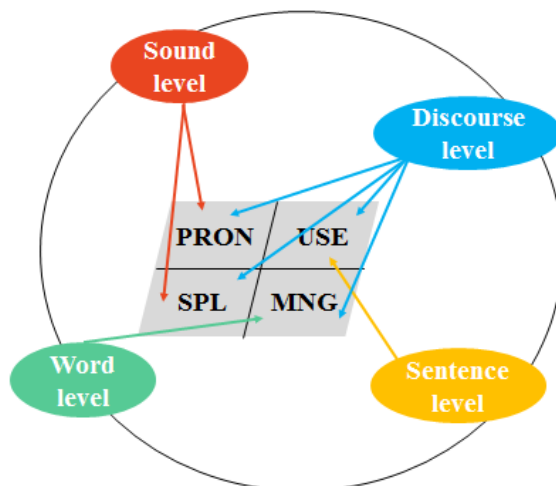 Sound
level
Discourse
level
PRON USE
SPL MNG
Word
level
Sentence
level